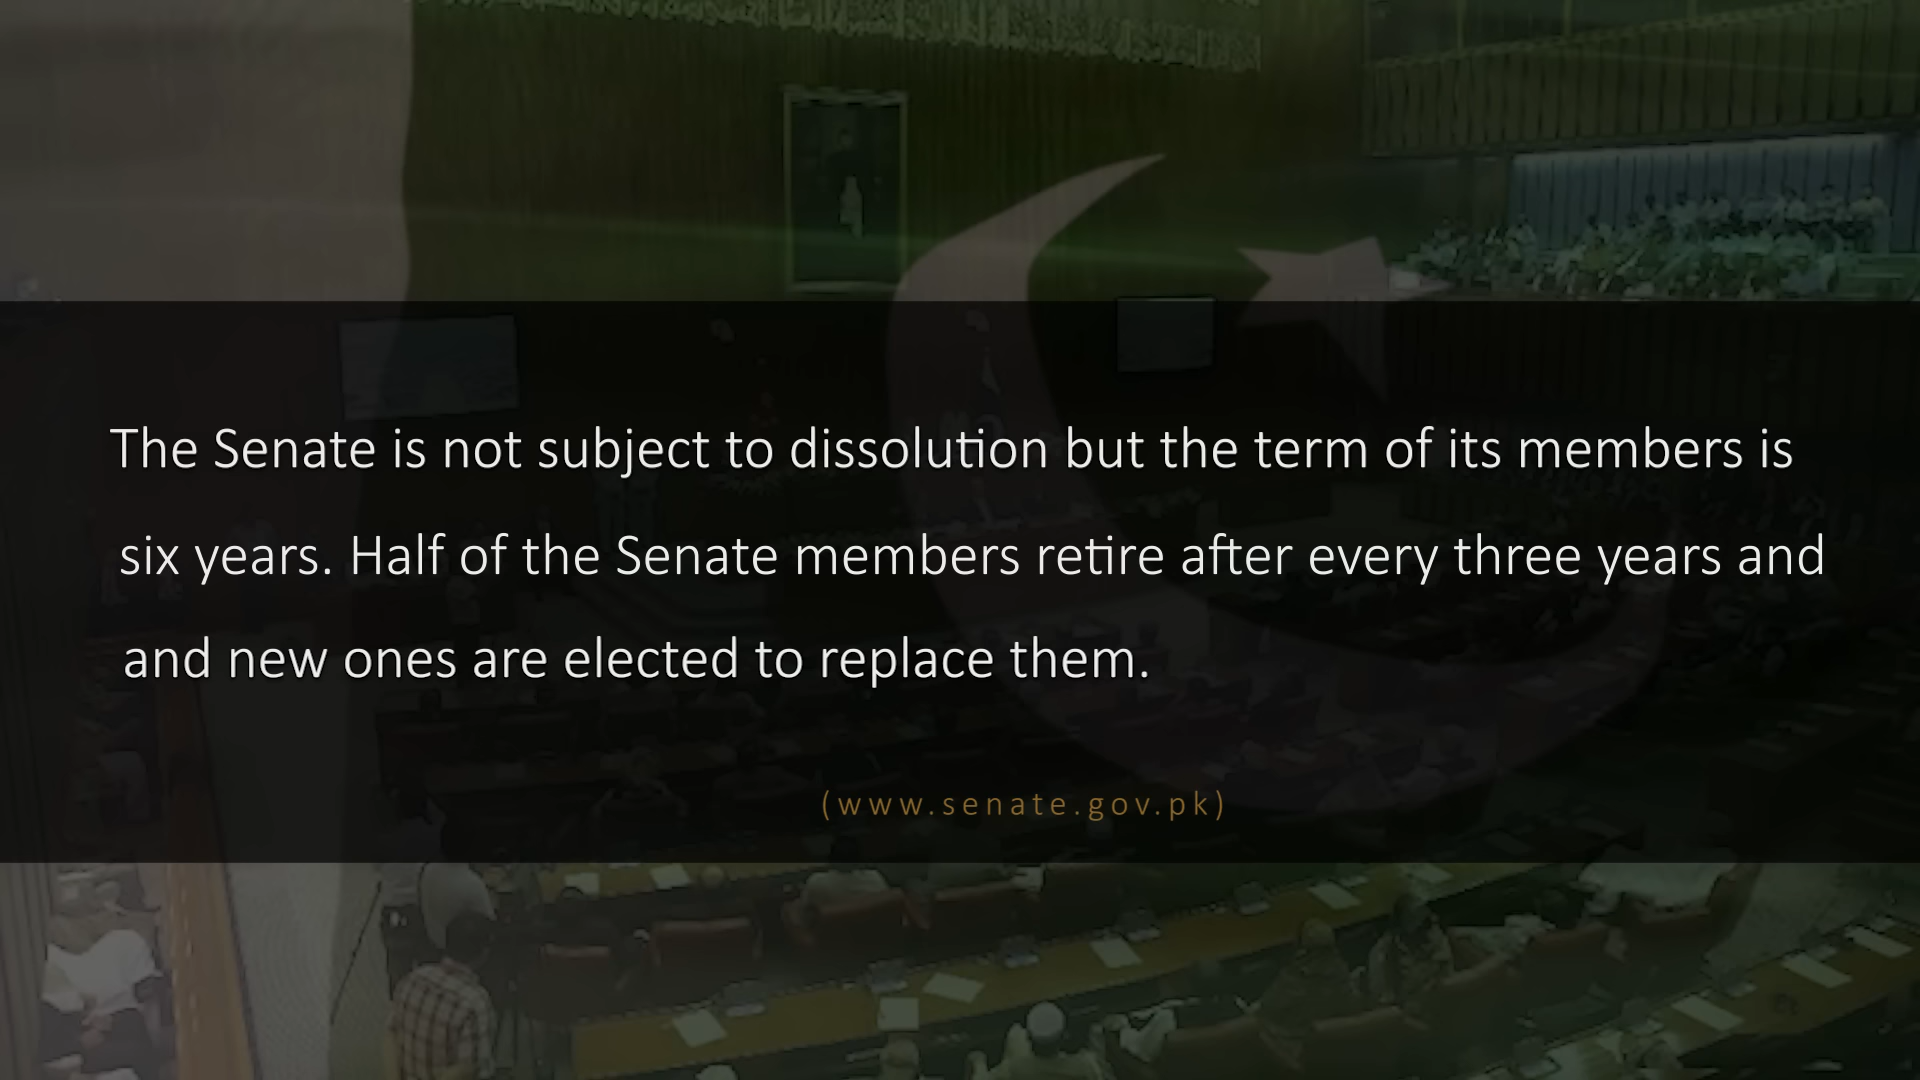 The Senate is not subject to dissolution but the term of its members is
six years. Half of the Senate members retire after every three years and
and new ones are elected to replace them.
(www.senate.gov.pk)